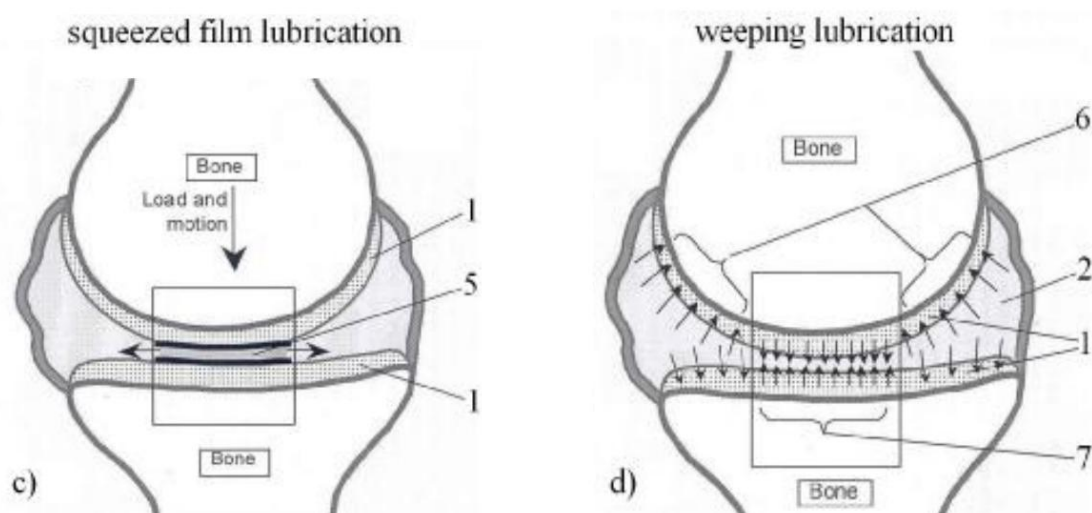 squeezed film lubrication
Bone
Load and
motion
1
5
1
Bone
c)
weeping lubrication
Bone
6
2
1
7
Bone
d)